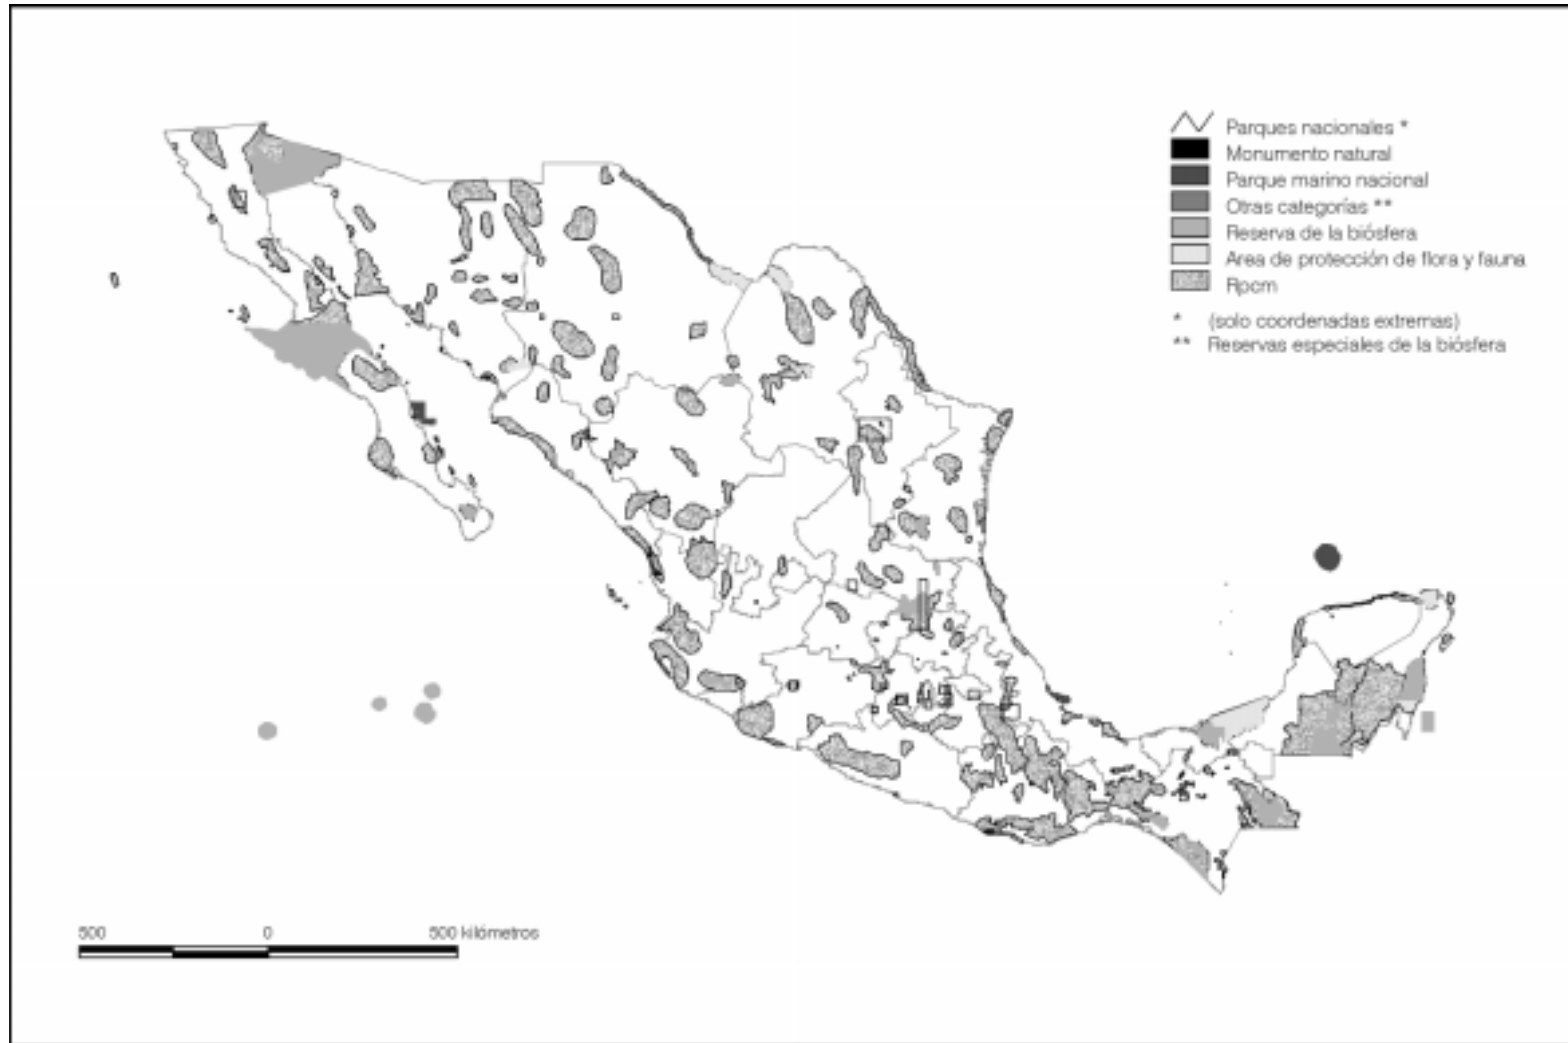 Parques nacionales *
Monumento natural
Parque marino nacional
Otras categorías **
Reserva de la biósfera
Area de protección de flora y fauna
Rpcm
* (solo coordenadas extremas)
** Reservas especiales de la biósfera
500 0 500 kilómetros